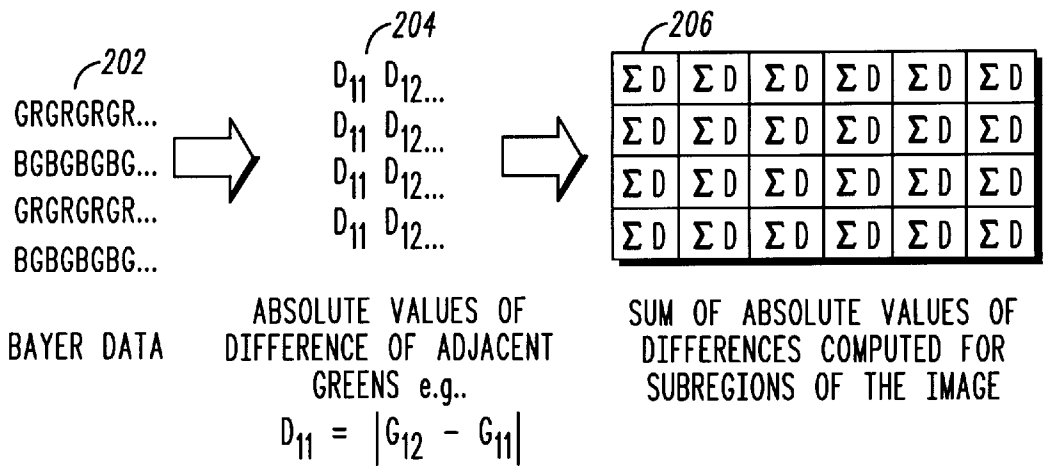 202
GRGRGRGR...
BGBGBGBG...
GRGRGRGR...
BGBGBGBG...
BAYER DATA
204
D11 D12...
D11 D12...
D11 D12...
D11 D12...
ABSOLUTE VALUES OF
DIFFERENCE OF ADJACENT
GREENS e.g..
D11 = |G12 - G11|
206
ΣD ΣD ΣD ΣD ΣD ΣD
ΣD ΣD ΣD ΣD ΣD ΣD
ΣD ΣD ΣD ΣD ΣD ΣD
ΣD ΣD ΣD ΣD ΣD ΣD
SUM OF ABSOLUTE VALUES OF
DIFFERENCES COMPUTED FOR
SUBREGIONS OF THE IMAGE